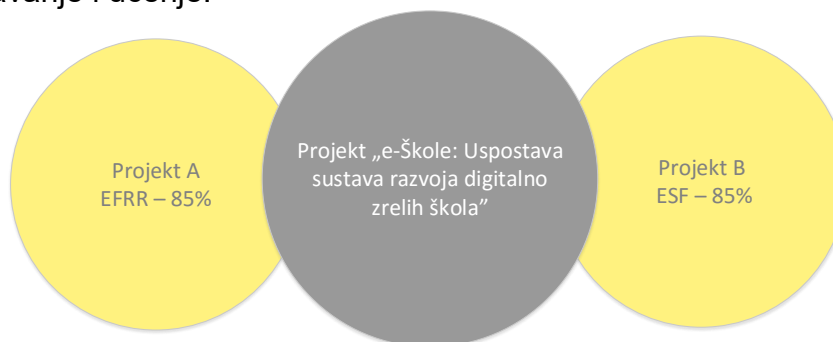 Projekt A
EFRR – 85%
Projekt „e-Škole: Uspostava
sustava razvoja digitalno
zrelih škola”
Projekt B
ESF – 85%